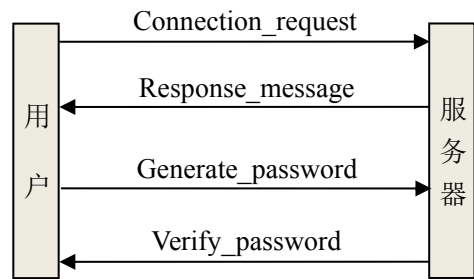 Connection_request
Response_message
Generate_password
Verify_password
用户
服务器